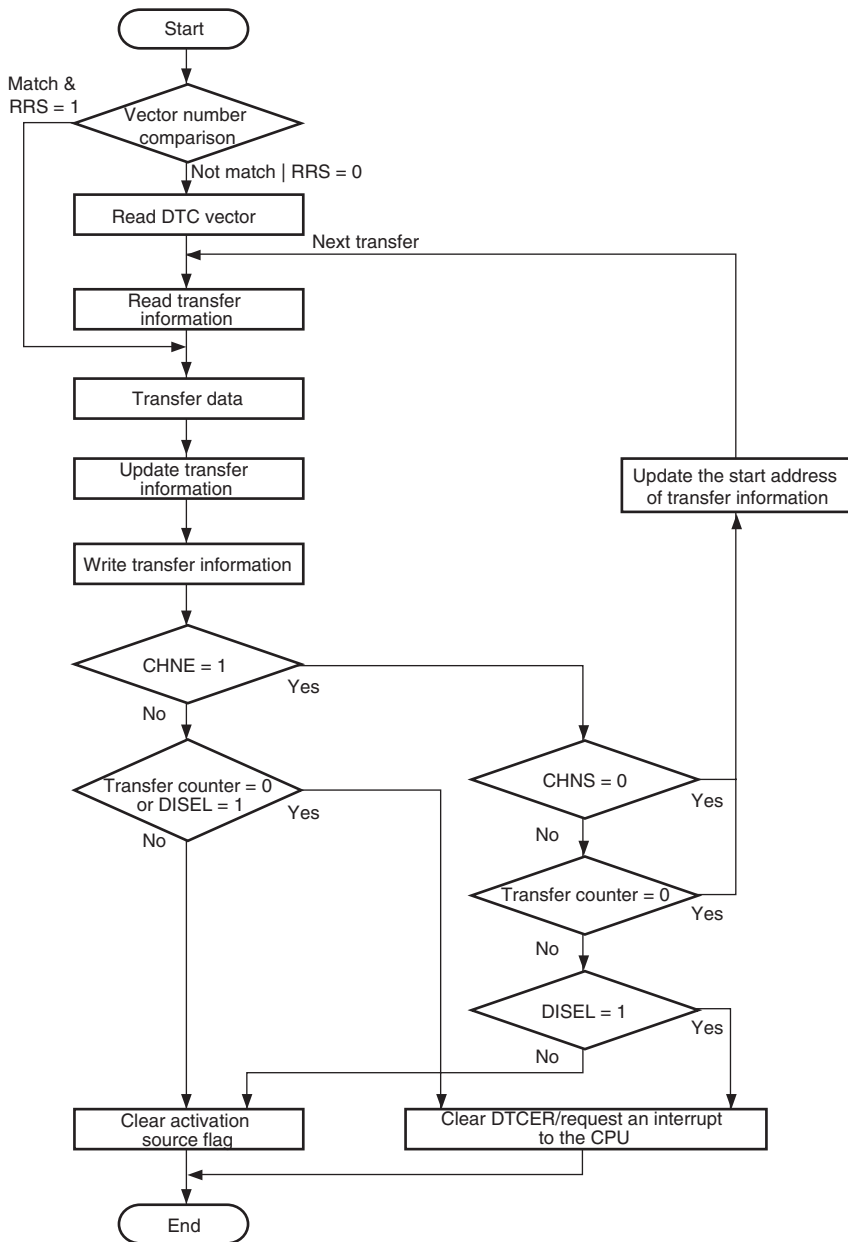 Start
Match &
RRS = 1
Vector number
comparison
Not match | RRS = 0
Read DTC vector
Next transfer
Read transfer
information
Transfer data
Update transfer
information
Update the start address
of transfer information
Write transfer information
CHNE = 1
Yes
No
Transfer counter = 0
or DISEL = 1
Yes
No
CHNS = 0
Yes
No
Transfer counter = 0
Yes
No
DISEL = 1
Yes
No
Clear activation
source flag
Clear DTCER/request an interrupt
to the CPU
End